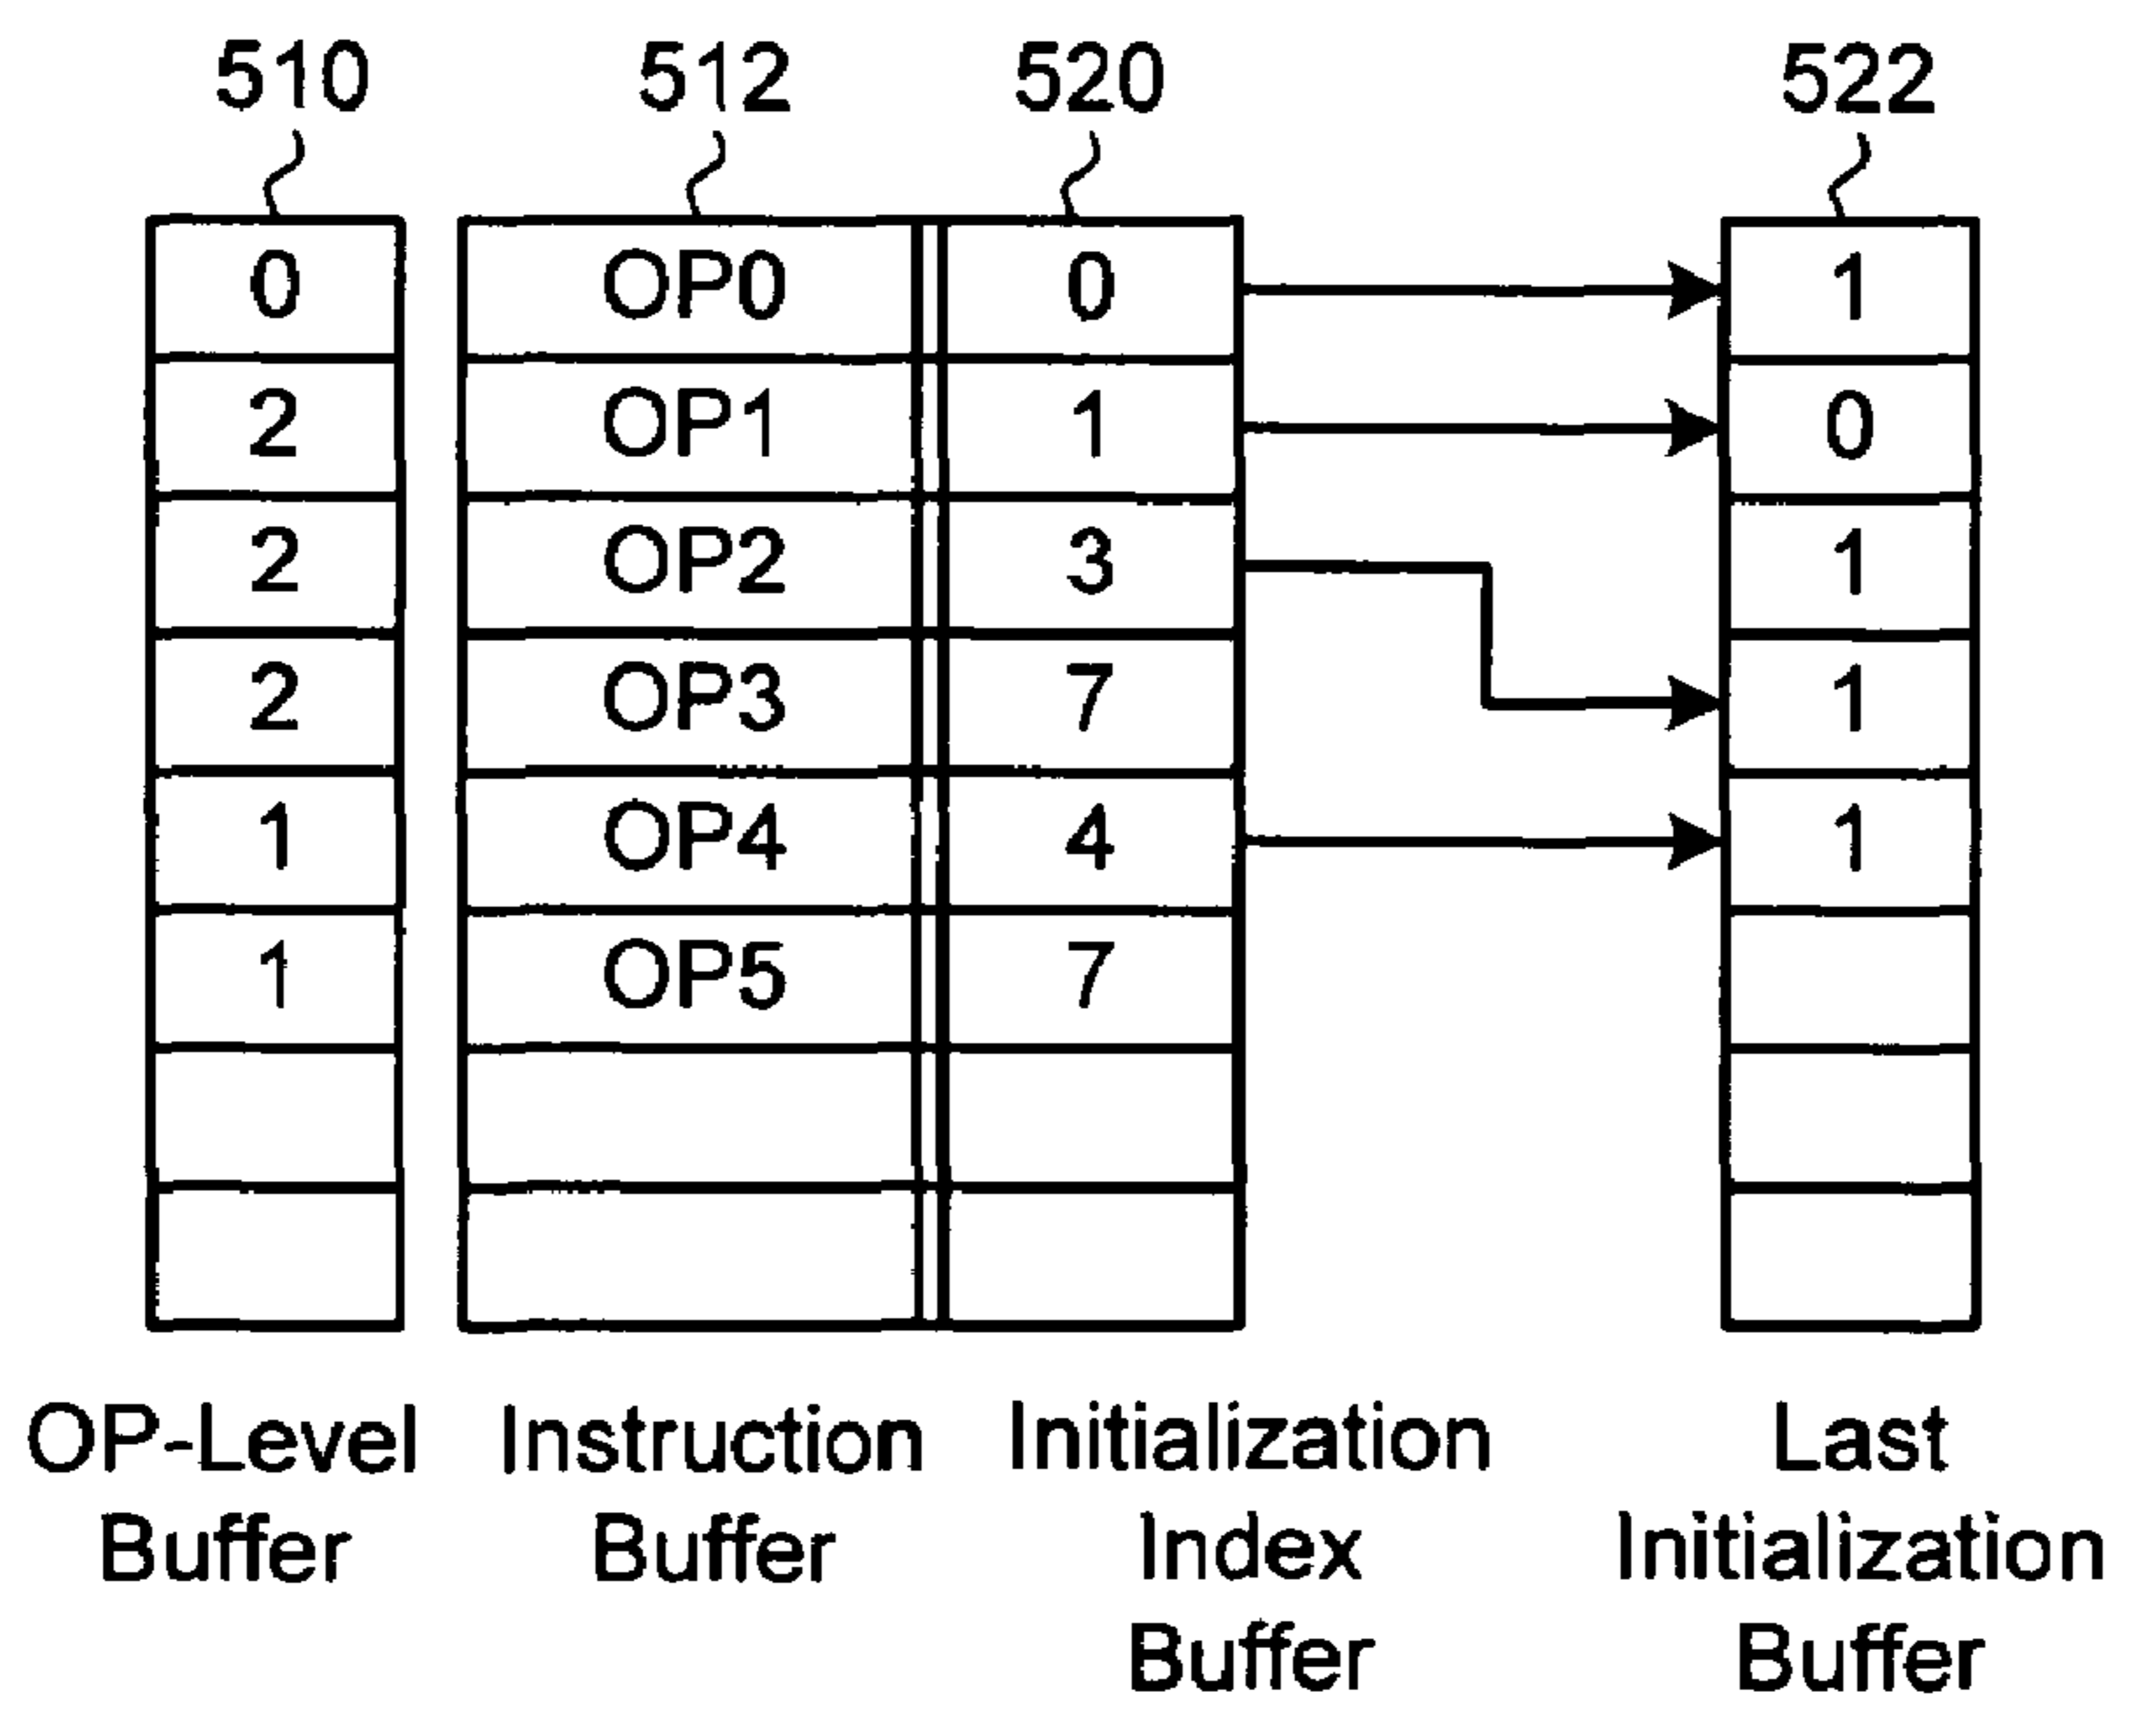 510 512 520 522
0 OP0 0 1
2 OP1 1 0
2 OP2 3 1
2 OP3 7 1
1 OP4 4 1
1 OP5 7
OP-Level Instruction Initialization Last
Buffer Buffer Index Initialization
Buffer Buffer